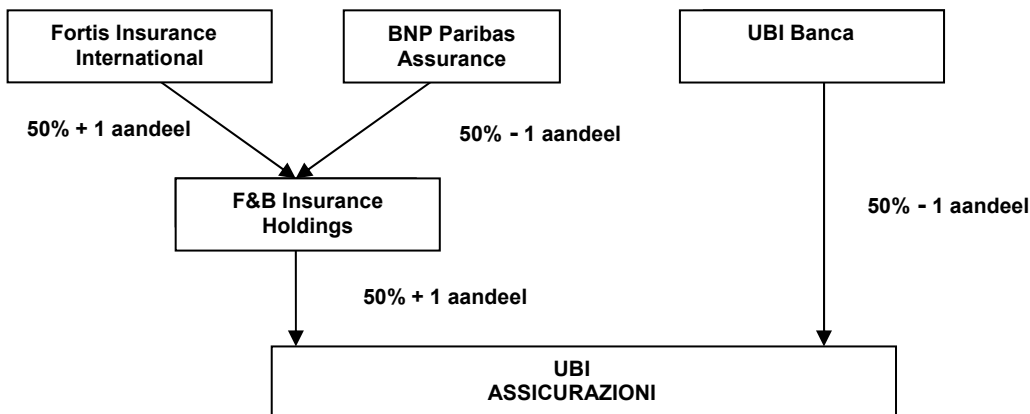 Fortis Insurance
International
BNP Paribas
Assurance
UBI Banca
50% + 1 aandeel
50% - 1 aandeel
F&B Insurance
Holdings
50% - 1 aandeel
50% + 1 aandeel
UBI
ASSICURAZIONI